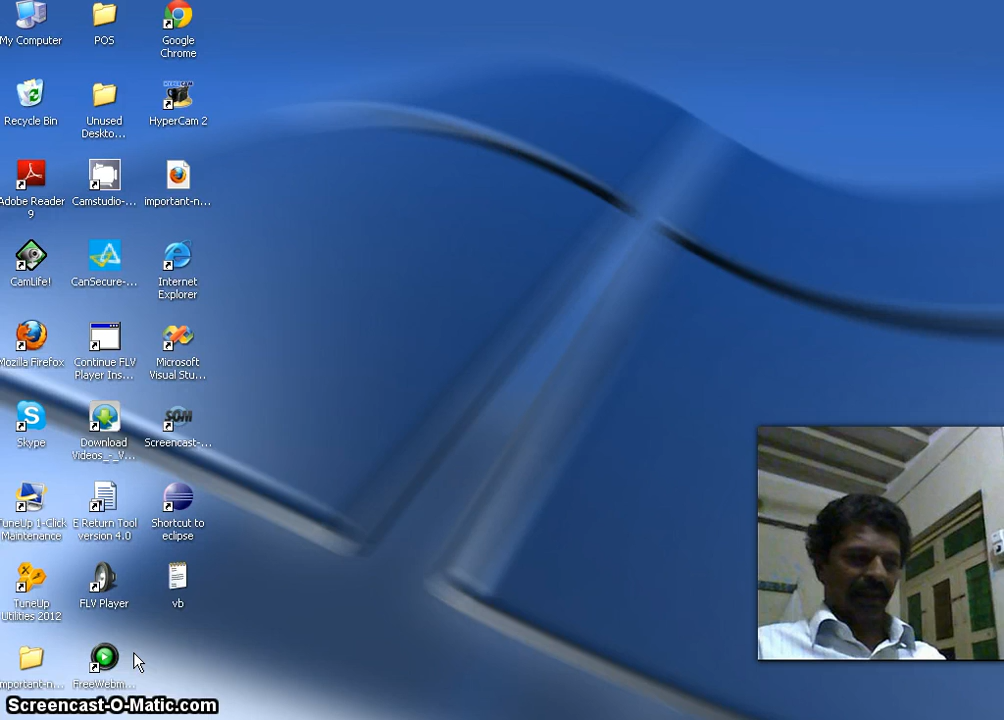 My Computer
POS
Google
Chrome
Recycle Bin
Unused
Deskto...
HyperCam 2
Adobe Reader
9
Camstudio-...
important-n...
CamLife!
CanSecure-...
Internet
Explorer
Mozilla Firefox
Continue FLV
Player Ins...
Microsoft
Visual Stu...
Skype
Download
Videos_-_V...
SOM
Screencast-...
TuneUp 1-Click
Maintenance
E Return Tool
version 4.0
Shortcut to
eclipse
TuneUp
Utilities 2012
FLV Player
vb
important-n...
FreeWebm...
Screencast-O-Matic.com